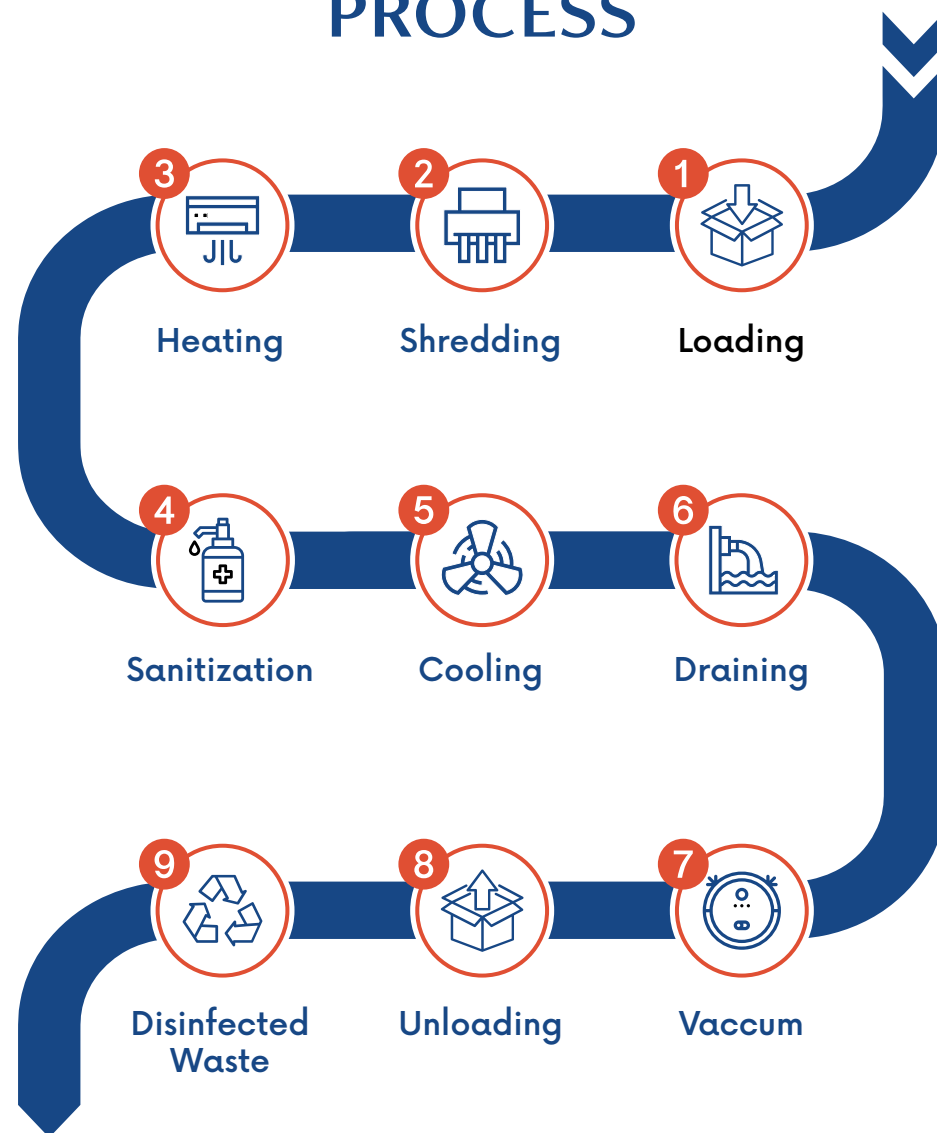 PROCESS
3
2
1
Heating
Shredding
Loading
4
5
6
Sanitization
Cooling
Draining
9
8
7
Disinfected
Waste
Unloading
Vaccum